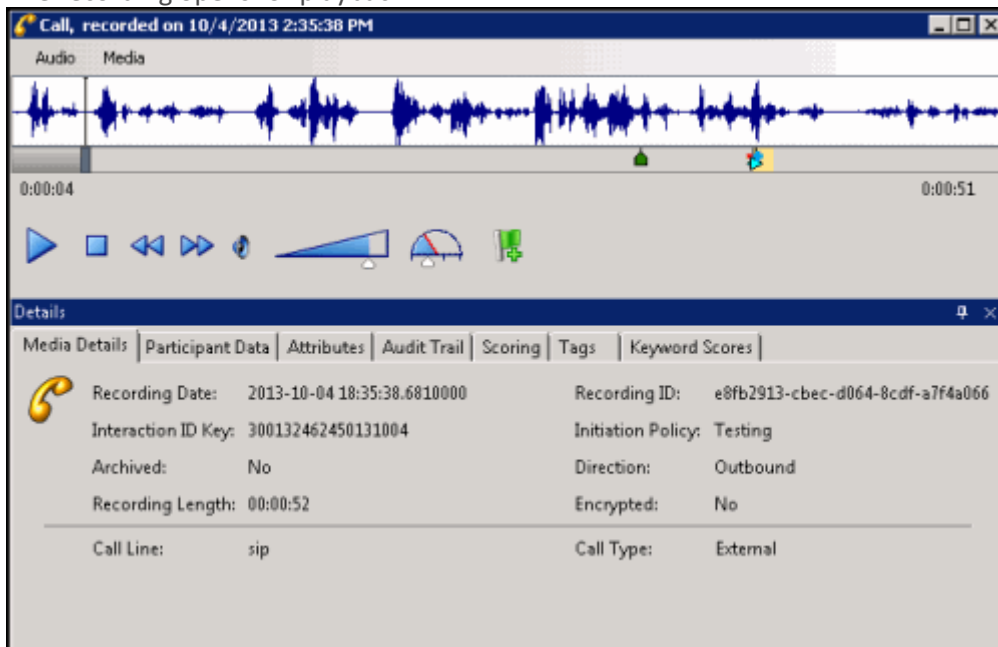 Call, recorded on 10/4/2013 2:35:38 PM
Audio Media
0:00:04 0:00:51
Details
Media Details Participant Data Attributes Audit Trail Scoring Tags Keyword Scores
Recording Date: 2013-10-04 18:35:38.6810000 Recording ID: e8fb2913-cbec-d064-8cdf-a7f4a066
Interaction ID Key: 300132462450131004 Initiation Policy: Testing
Archived: No Direction: Outbound
Recording Length: 00:00:52 Encrypted: No
Call Line: sip Call Type: External